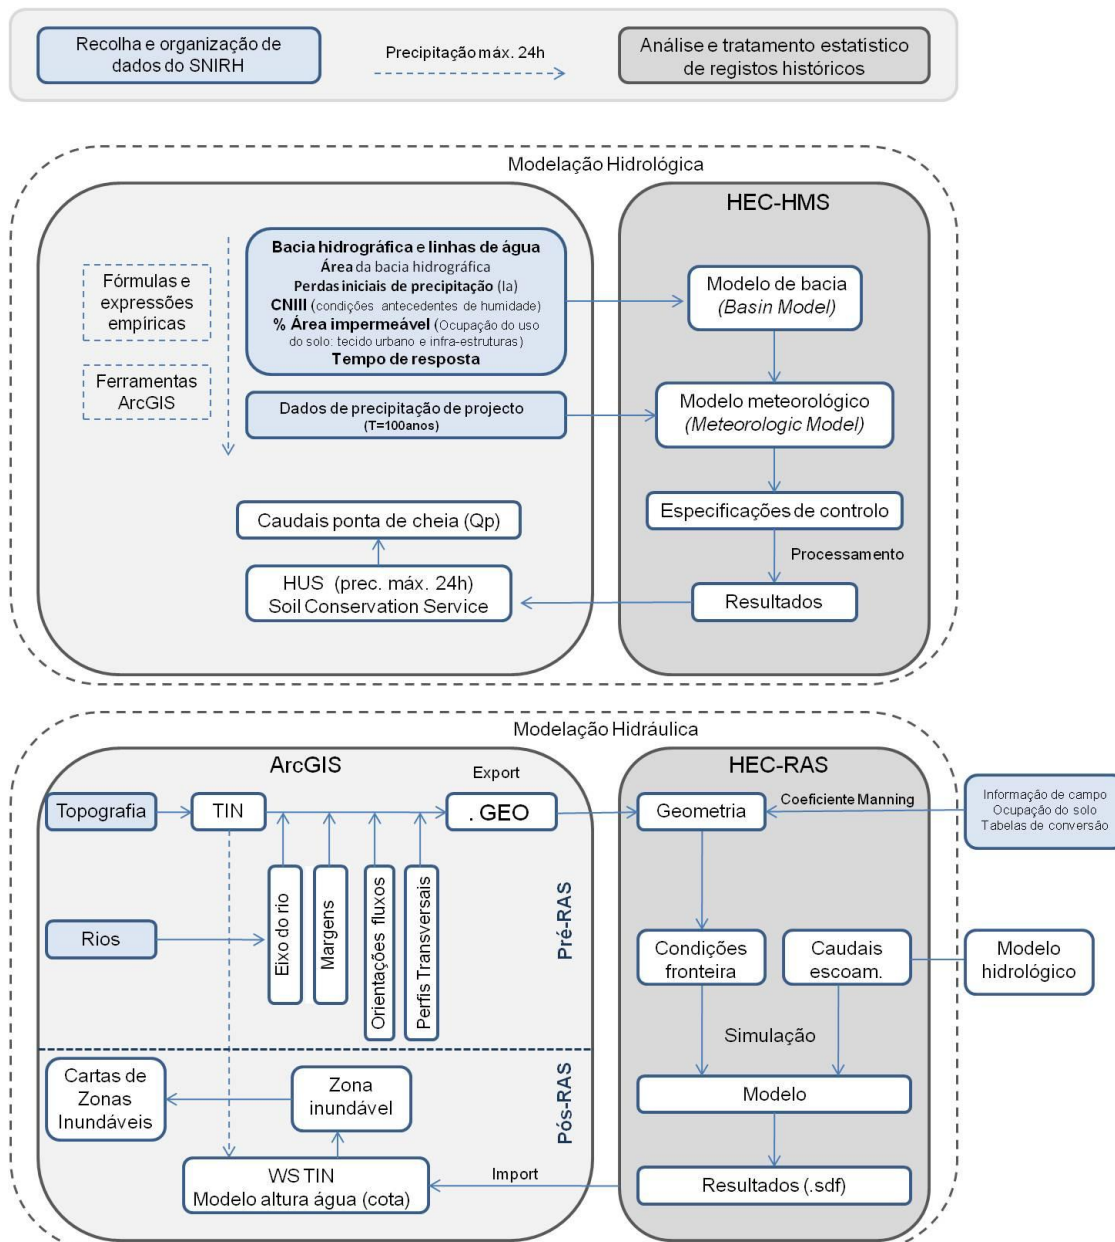 Recolha e organização de
dados do SNIRH
Precipitação máx. 24h
Análise e tratamento estatistico
de registos históricos
Modelação Hidrológica
HEC-HMS
Fórmulas e
expressões
empíricas
Ferramentas
ArcGIS
Bacia hidrográfica e linhas de água
Área da bacia hidrográfica
Perdas iniciais de precipitação (Ia)
CNIII (condições antecedentes de humidade)
% Área impermeável (Ocupação do uso
do solo: tecido urbano e infra-estruturas)
Tempo de resposta
Dados de precipitação de projecto
(T=100anos)
Modelo de bacia
(Basin Model)
Modelo meteorológico
(Meteorologic Model)
Especificações de controlo
Processamento
Resultados
Caudais ponta de cheia (Qp)
HUS (prec. máx. 24h)
Soil Conservation Service
Modelação Hidráulica
ArcGIS
HEC-RAS
Export
Topografia
TIN
. GEO
Geometria
Coeficiente Manning
Informação de campo
Ocupação do solo
Tabelas de conversão
Rios
Eixo do rio
Margens
Orientações fluxos
Perfis Transversais
Pré-RAS
Condições
fronteira
Caudais
escoam.
Modelo
hidrológico
Simulação
Cartas de
Zonas
Inundáveis
Zona
inundável
Pós-RAS
Modelo
WS TIN
Modelo altura água (cota)
Import
Resultados (.sdf)